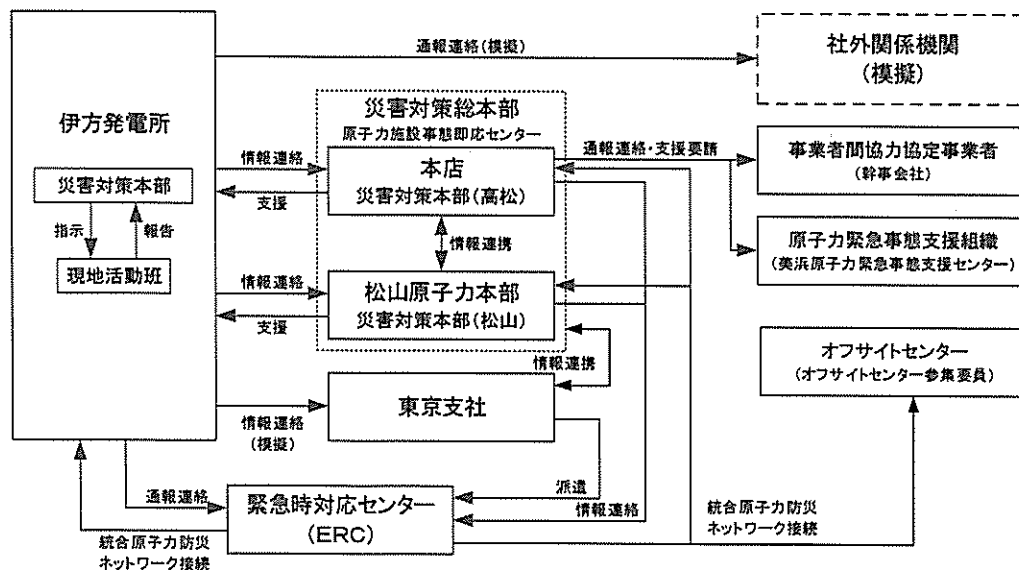 通報連絡(模擬)
社外関係機関
(模擬)
伊方発電所
災害対策本部
指示
報告
現地活動班
災害対策総本部
原子力施設事態即応センター
情報連絡
支援
本店
災害対策本部(高松)
情報連携
通報連絡・支援要請
事業者間協力協定事業者
(幹事会社)
原子力緊急事態支援組織
(美浜原子力緊急事態支援センター)
情報連絡
支援
松山原子力本部
災害対策本部(松山)
情報連携
オフサイトセンター
(オフサイトセンター参集要員)
情報連絡
(模擬)
東京支社
通報連絡
緊急時対応センター
(ERC)
派遣
情報連絡
統合原子力防災
ネットワーク接続
統合原子力防災
ネットワーク接続